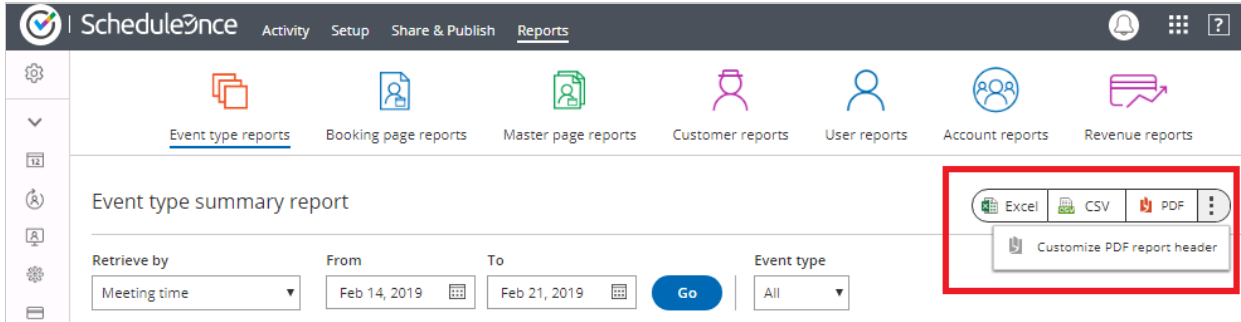 ScheduleOnce Activity Setup Share & Publish Reports ?
Event type reports Booking page reports Master page reports Customer reports User reports Account reports Revenue reports
12
Event type summary report Excel CSV PDF
Customize PDF report header
Retrieve by From To Event type
Meeting time Feb 14, 2019 Feb 21, 2019 Go All